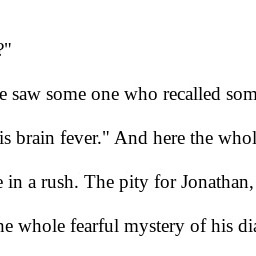 ?"
e saw some one who recalled som
is brain fever." And here the whol
e in a rush. The pity for Jonathan,
he whole fearful mystery of his dia